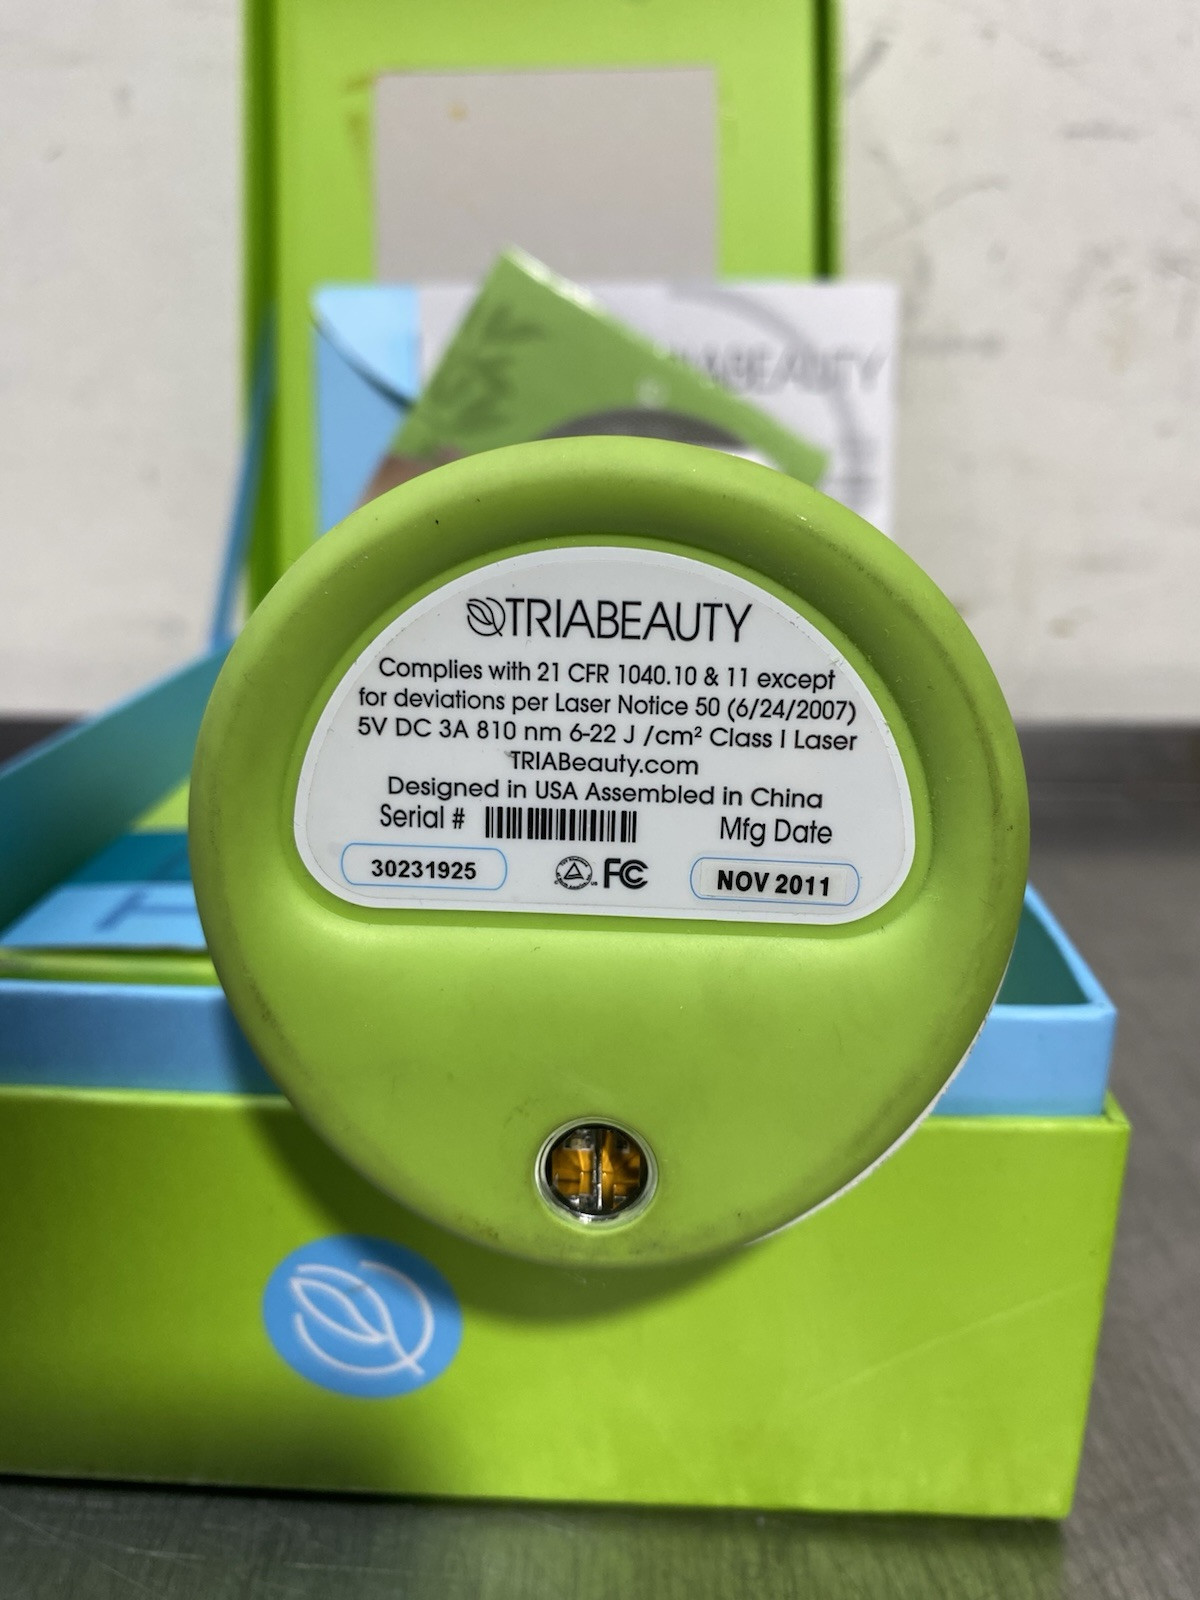 TRIABEAUTY
TRIABEAUTY
Complies with 21 CFR 1040.10 & 11 except
for deviations per Laser Notice 50 (6/24/2007)
5V DC 3A 810 nm 6-22 J /cm² Class I Laser
TRIABeauty.com
Designed in USA Assembled in China
Serial # Mfg Date
30231925 FC NOV 2011